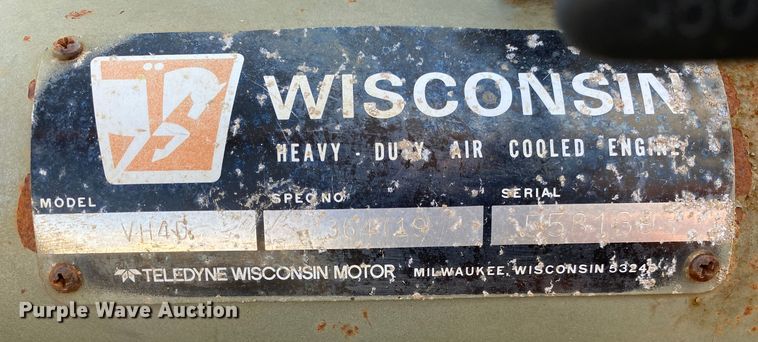 WISCONSIN
HEAVY-DUTY AIR COOLED ENGINE
MODEL SPEC NO SERIAL
VH4D
TELEDYNE WISCONSIN MOTOR MILWAUKEE, WISCONSIN 53246
Purple Wave Auction